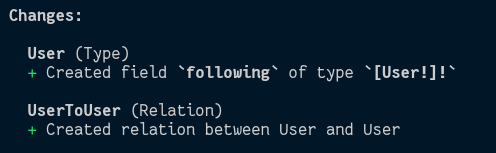 Changes:
User (Type)
+ Created field `following` of type `[User!]!`
UserToUser (Relation)
+ Created relation between User and User